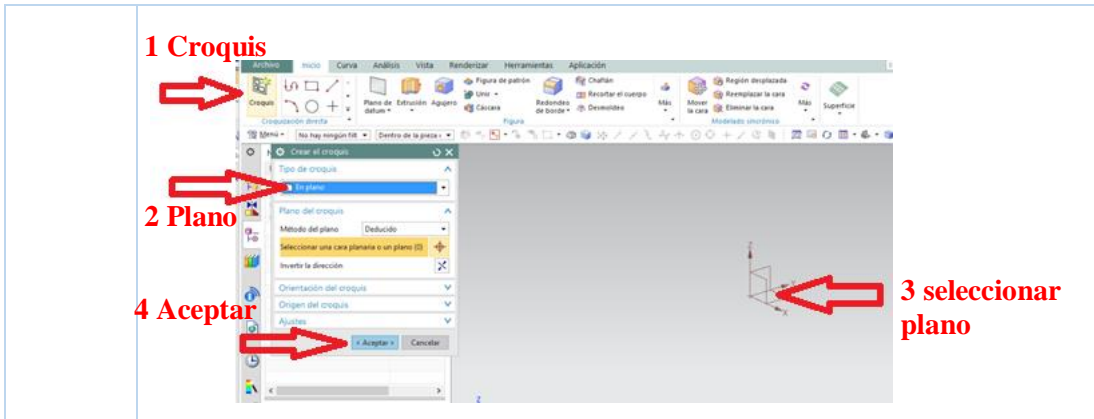 1 Croquis
Archivo Inicio Curva Análisis Vista Renderizar Herramientas Aplicación
Croquis
Plano de datum
Extrusión
Agujero
Figura de patrón
Unir
Cáscara
Redondeo de borde
Chaflán
Recortar el cuerpo
Desmoldeo
Más
Mover la cara
Región desplazada
Reemplazar la cara
Eliminar la cara
Más
Superficie
Croquización directa
Figura
Modelado sincrónico
Menú
No hay ningún filt
Dentro de la pieza
Crear el croquis
Tipo de croquis
En plano
2 Plano
Plano del croquis
Método del plano Deducido
Seleccionar una cara planaria o un plano (0)
Invertir la dirección
Orientación del croquis
Origen del croquis
4 Aceptar
Ajustes
< Aceptar > Cancelar
Z
Y
X
3 seleccionar
plano
Z